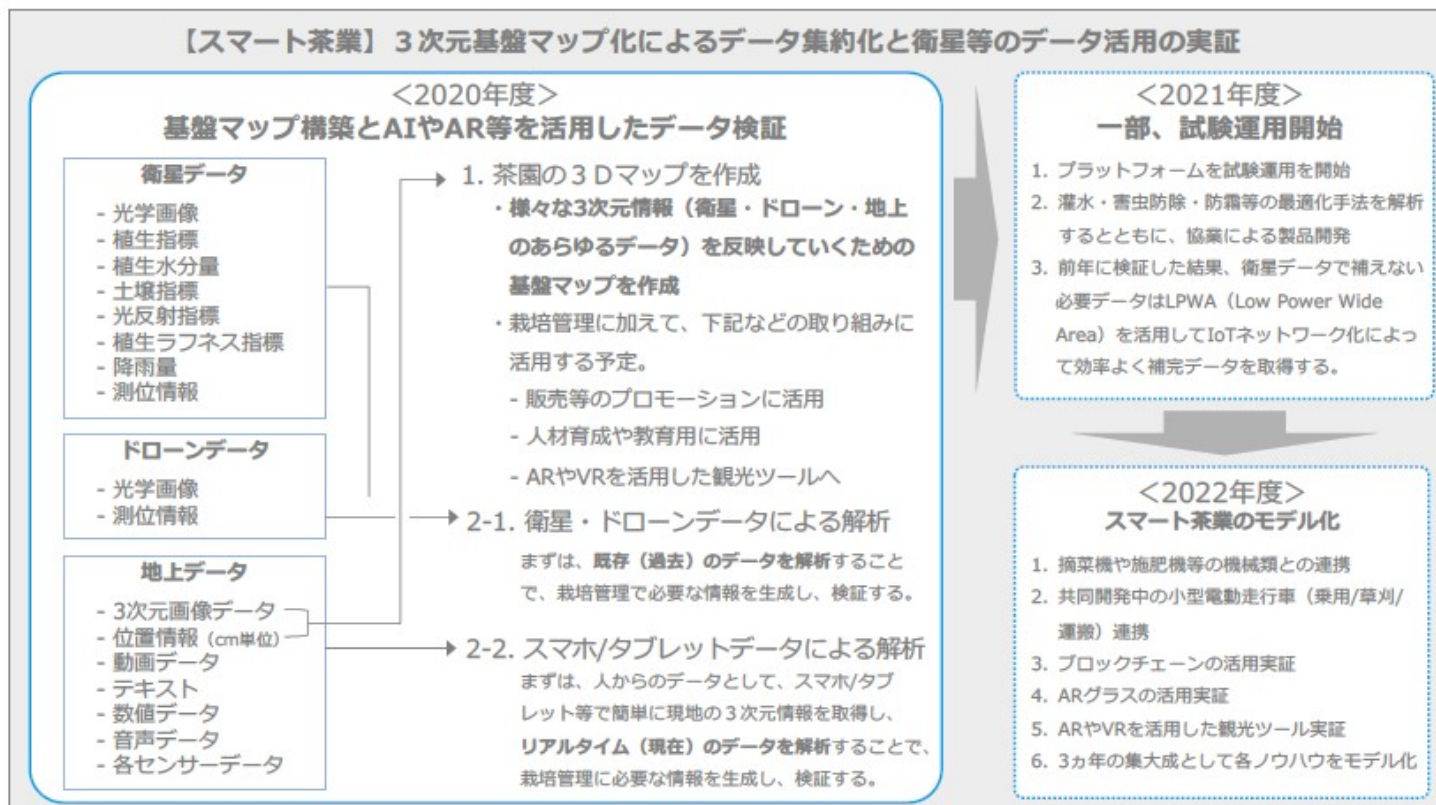 【スマート茶業】３次元基盤マップ化によるデータ集約化と衛星等のデータ活用の実証
＜2020年度＞
基盤マップ構築とAIやAR等を活用したデータ検証
衛星データ
- 光学画像
- 植生指標
- 植生水分量
- 土壌指標
- 光反射指標
- 植生ラフネス指標
- 降雨量
- 測位情報
ドローンデータ
- 光学画像
- 測位情報
地上データ
- 3次元画像データ
- 位置情報（cm単位）
- 動画データ
- テキスト
- 数値データ
- 音声データ
- 各センサーデータ
1. 茶園の３Ｄマップを作成
・様々な3次元情報（衛星・ドローン・地上
のあらゆるデータ）を反映していくための
基盤マップを作成
・栽培管理に加えて、下記などの取り組みに
活用する予定。
- 販売等のプロモーションに活用
- 人材育成や教育用に活用
- ARやVRを活用した観光ツールへ
2-1. 衛星・ドローンデータによる解析
まずは、既存（過去）のデータを解析すること
で、栽培管理で必要な情報を生成し、検証する。
2-2. スマホ/タブレットデータによる解析
まずは、人からのデータとして、スマホ/タブ
レット等で簡単に現地の３次元情報を取得し、
リアルタイム（現在）のデータを解析することで、
栽培管理に必要な情報を生成し、検証する。
＜2021年度＞
一部、試験運用開始
1. プラットフォームを試験運用を開始
2. 灌水・害虫防除・防霜等の最適化手法を解析
するとともに、協業による製品開発
3. 前年に検証した結果、衛星データで補えない
必要データはLPWA（Low Power Wide
Area）を活用してIoTネットワーク化によっ
て効率よく補完データを取得する。
＜2022年度＞
スマート茶業のモデル化
1. 摘菜機や施肥機等の機械類との連携
2. 共同開発中の小型電動走行車（乗用/草刈/
運搬）連携
3. ブロックチェーンの活用実証
4. ARグラスの活用実証
5. ARやVRを活用した観光ツール実証
6. 3ヵ年の集大成として各ノウハウをモデル化